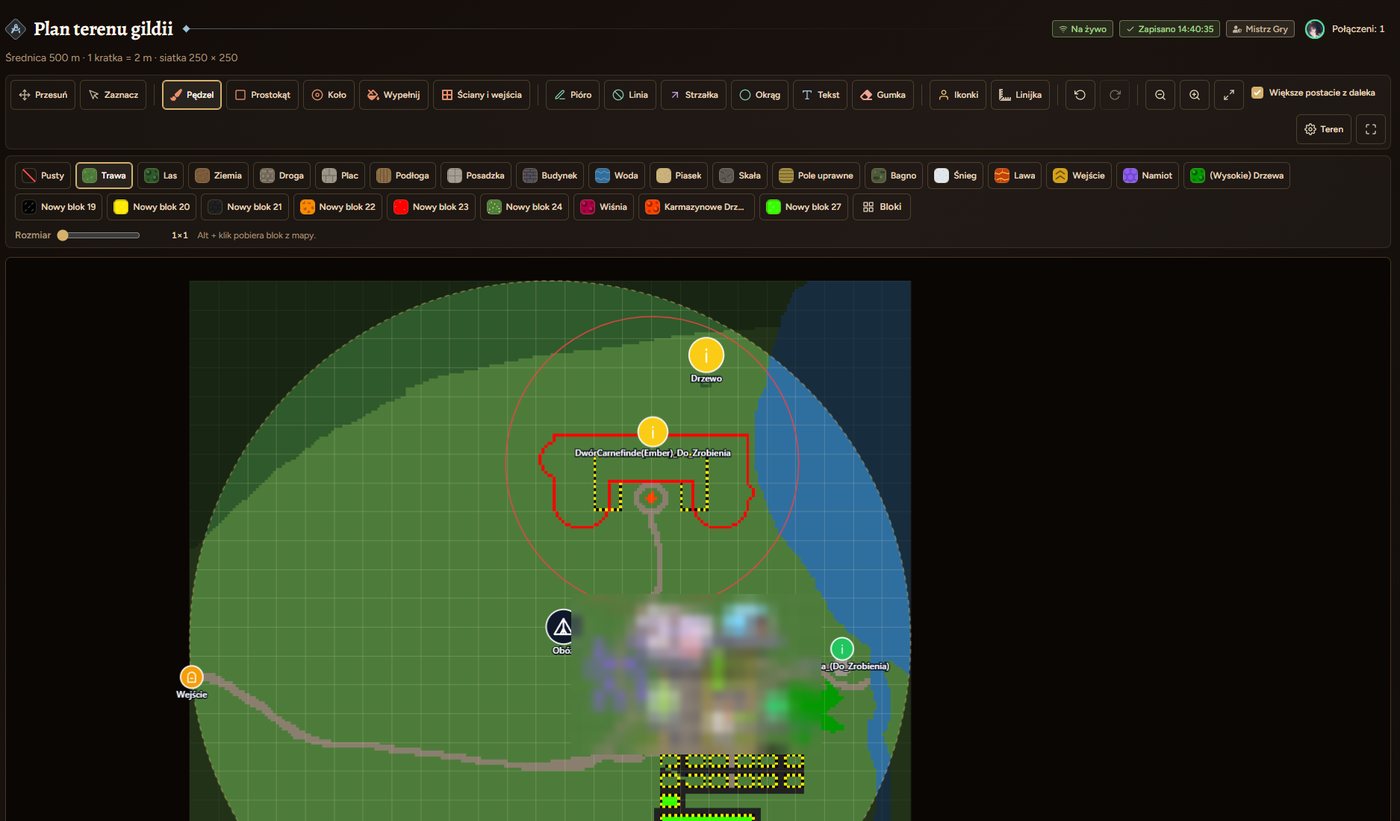 Plan terenu gildii
Na żywo
Zapisano 14:40:35
Mistrz Gry
Połączeni: 1
Średnica 500 m · 1 kratka = 2 m · siatka 250 × 250
Przesuń
Zaznacz
Pędzel
Prostokąt
Koło
Wypełnij
Ściany i wejścia
Pióro
Linia
Strzałka
Okrąg
Tekst
Gumka
Ikonki
Linijka
Większe postacie z daleka
Teren
Pusty
Trawa
Las
Ziemia
Droga
Plac
Podłoga
Posadzka
Budynek
Woda
Piasek
Skała
Pole uprawne
Bagno
Śnieg
Lawa
Wejście
Namiot
(Wysokie) Drzewa
Nowy blok 19
Nowy blok 20
Nowy blok 21
Nowy blok 22
Nowy blok 23
Nowy blok 24
Wiśnia
Karmazynowe Drz...
Nowy blok 27
Bloki
Rozmiar
1×1
Alt + klik pobiera blok z mapy.
Drzewo
DwórCarnefinde(Ember)_Do_Zrobienia
Obó
a_(Do_Zrobienia)
Wejście